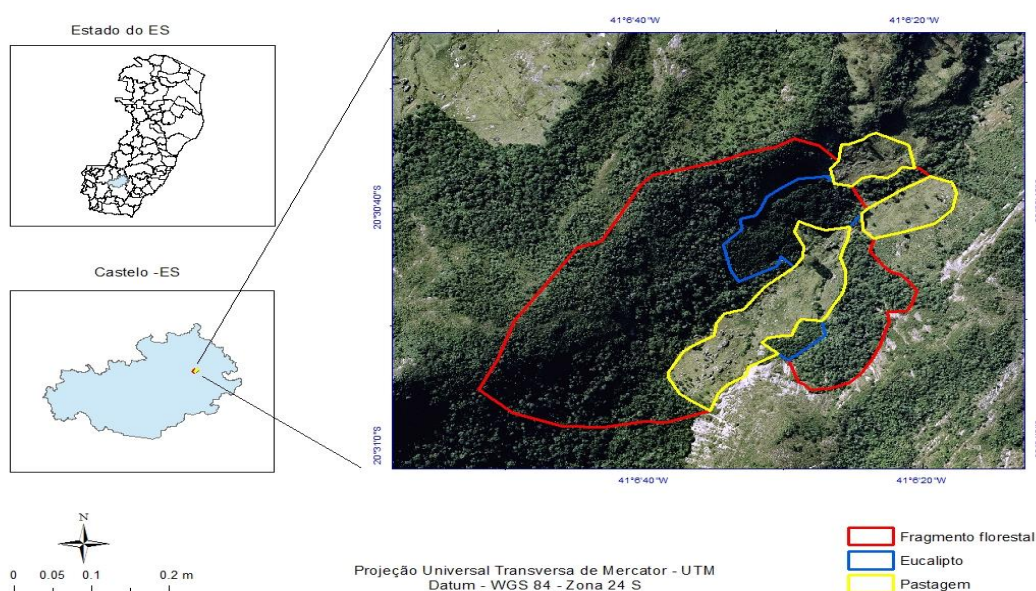 Estado do ES
Castelo -ES
41°6'40"W
41°6'20"W
20°30'40"S
20°31'0"S
41°6'40"W
41°6'20"W
N
0 0.05 0.1 0.2 m
Projeção Universal Transversa de Mercator - UTM
Datum - WGS 84 - Zona 24 S
Fragmento florestal
Eucalipto
Pastagem